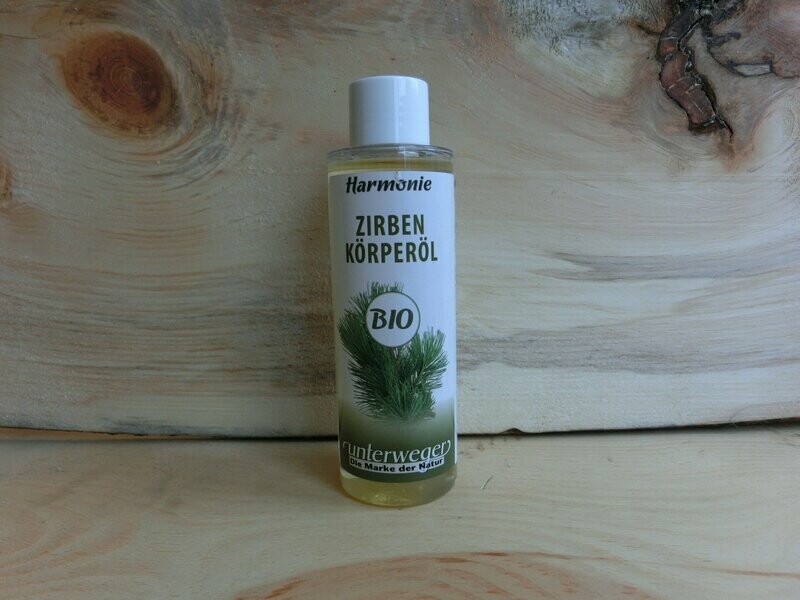 Harmonie
ZIRBEN
KÖRPERÖL
BIO
unterweger
Die Marke der Natur